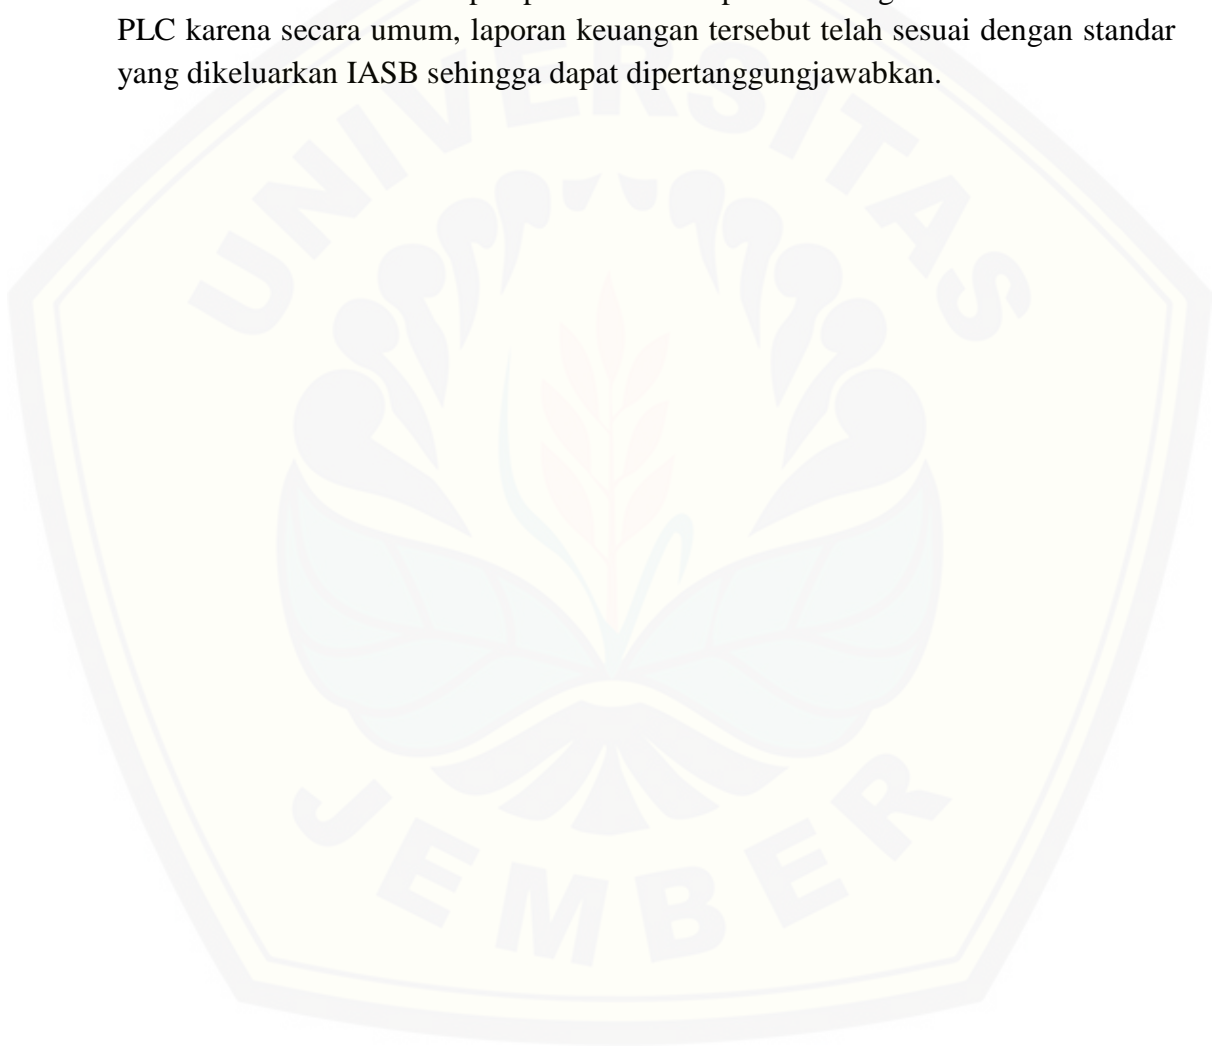 PLC karena secara umum, laporan keuangan tersebut telah sesuai dengan standar
yang dikeluarkan IASB sehingga dapat dipertanggungjawabkan.
UNIVERSITAS
JEMBER